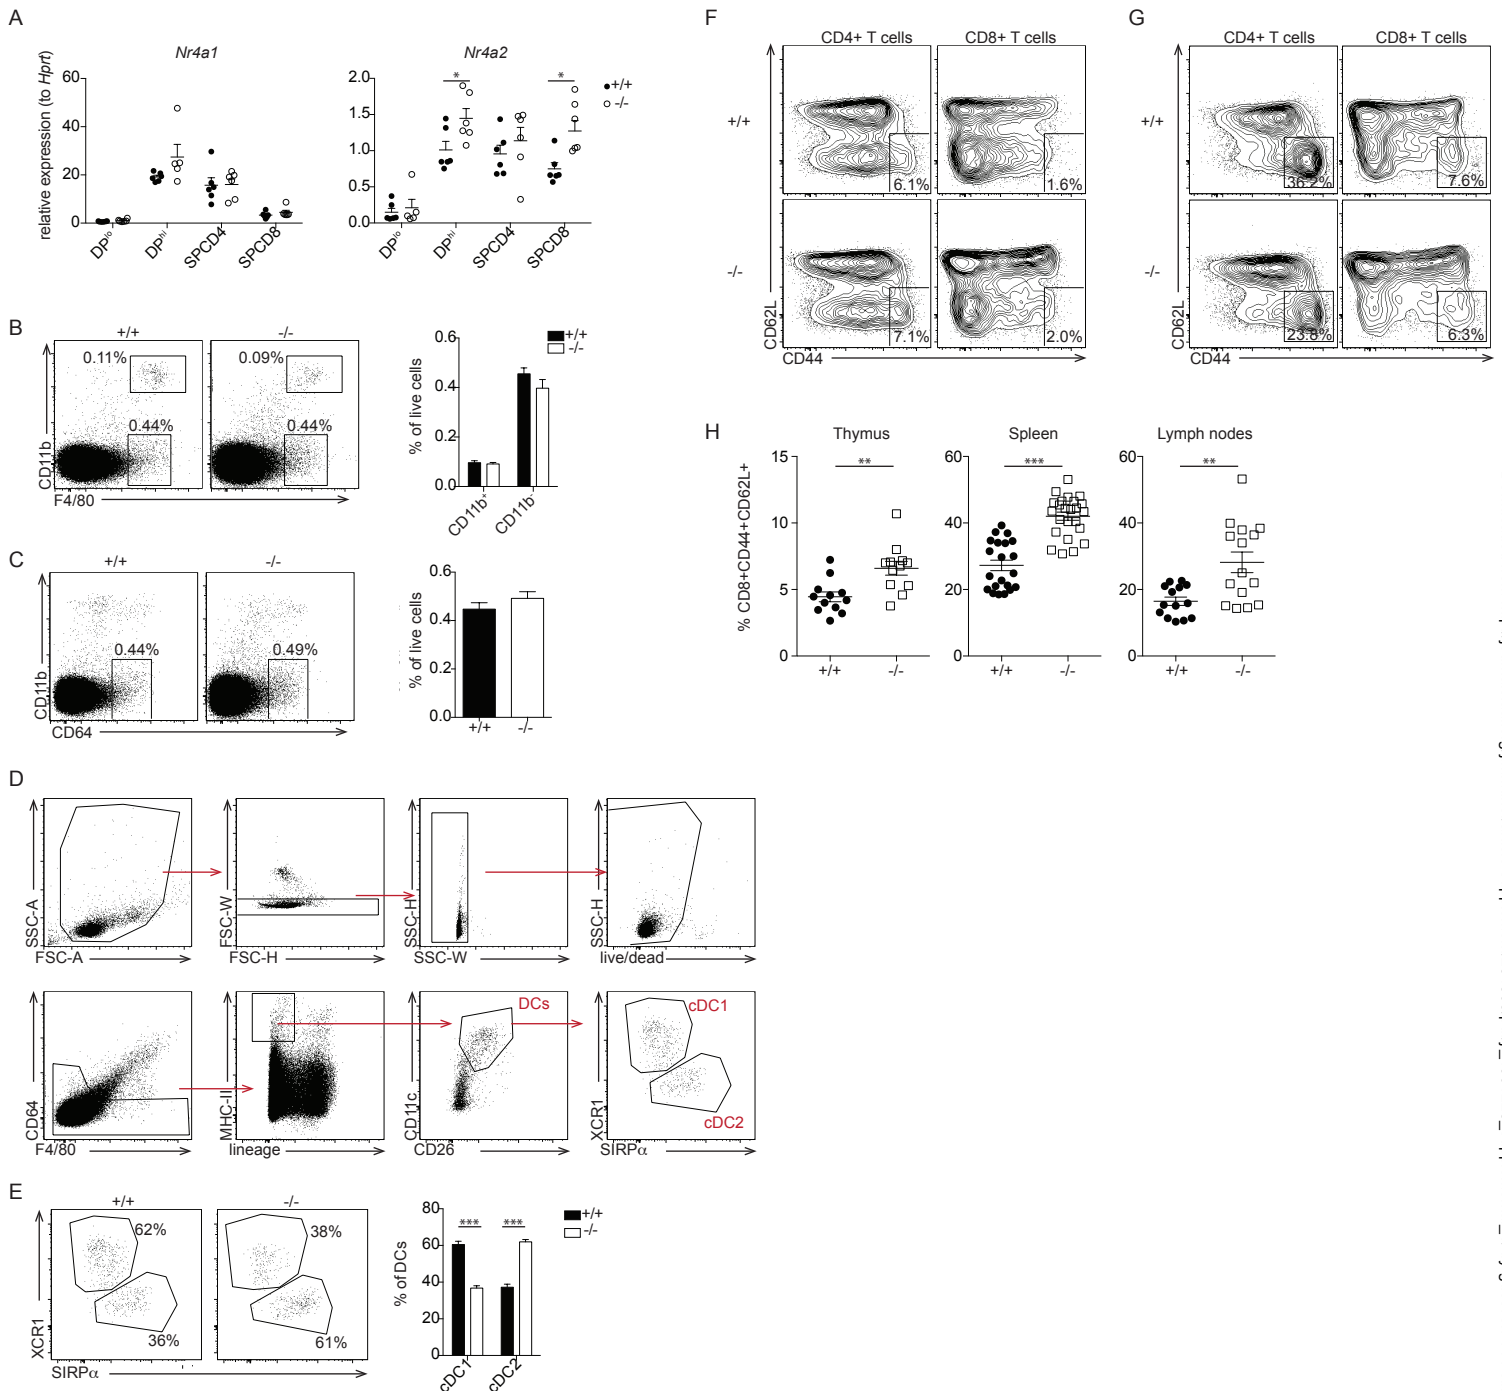 A
Nr4a1
relative expression (to Hprt)
60
40
20
0
DPlo
DPhi
SPCD4
SPCD8
Nr4a2
2.0
1.5
1.0
0.5
0.0
*
*
+/+
-/-
DPlo
DPhi
SPCD4
SPCD8
B
+/+
-/-
0.11%
0.09%
0.44%
0.44%
CD11b
F4/80
% of live cells
0.6
0.4
0.2
0.0
+/+
-/-
CD11b+
CD11b-
C
+/+
-/-
0.44%
0.49%
CD11b
CD64
% of live cells
0.6
0.4
0.2
0.0
+/+
-/-
D
SSC-A
FSC-A
FSC-W
FSC-H
SSC-H
SSC-W
SSC-H
live/dead
CD64
F4/80
MHC-II
lineage
DCs
CD11c
CD26
cDC1
cDC2
XCR1
SIRPα
E
+/+
-/-
62%
38%
36%
61%
XCR1
SIRPα
% of DCs
80
60
40
20
0
***
***
+/+
-/-
cDC1
cDC2
F
CD4+ T cells
CD8+ T cells
+/+
6.1%
1.6%
-/-
7.1%
2.0%
CD62L
CD44
G
CD4+ T cells
CD8+ T cells
+/+
36.2%
7.6%
-/-
23.8%
6.3%
CD62L
CD44
H
% CD8+CD44+CD62L+
Thymus
15
10
5
0
**
+/+
-/-
Spleen
60
40
20
0
***
+/+
-/-
Lymph nodes
60
40
20
0
**
+/+
-/-